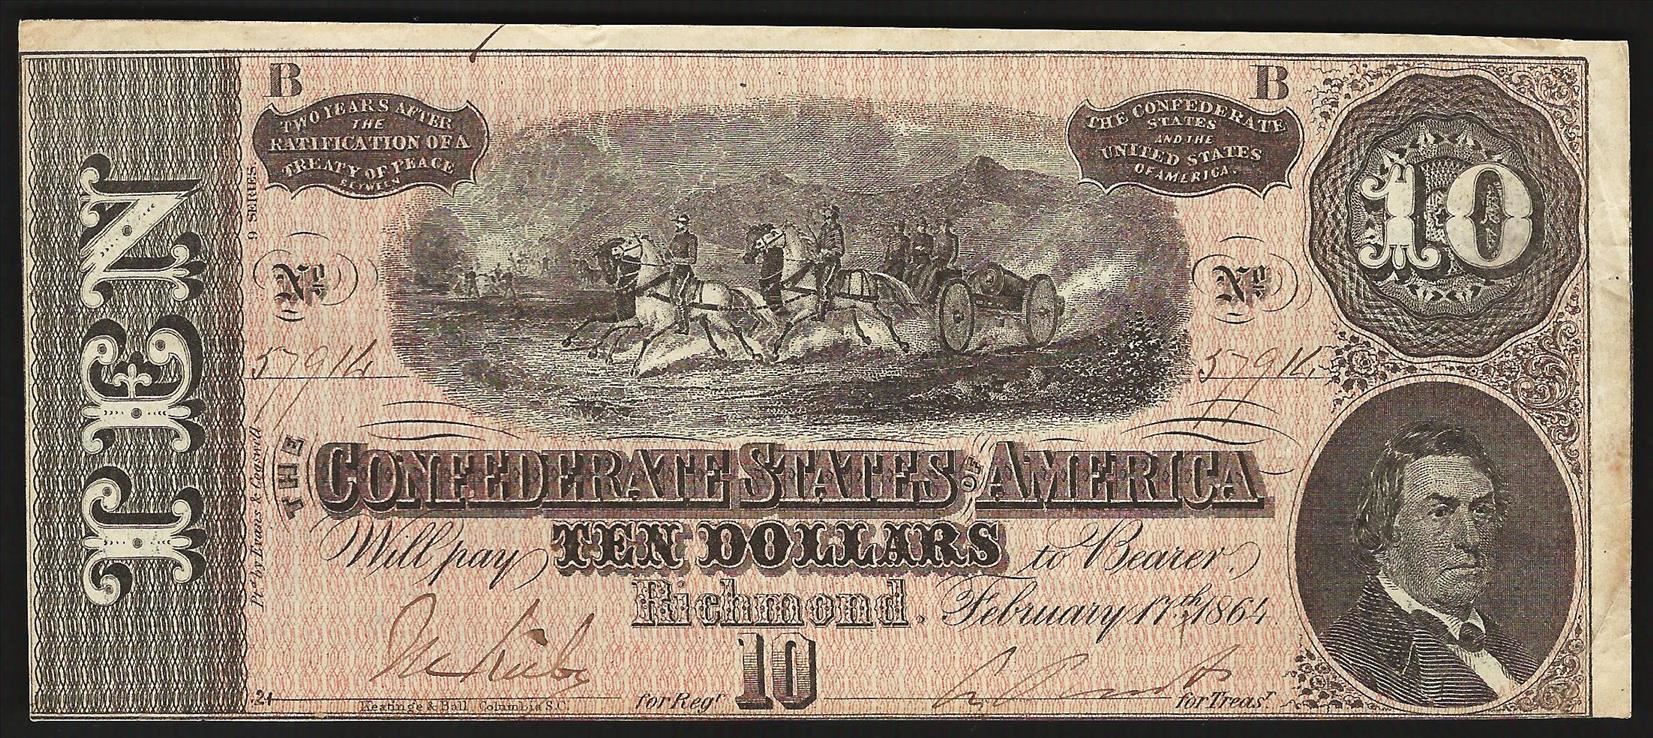 B
TWO YEARS AFTER
THE
RATIFICATION OF A
TREATY OF PEACE
BETWEEN
B
THE CONFEDERATE
STATES
AND THE
UNITED STATES
OF AMERICA.
10
TEN
9 SERIES
No
57914
No
57914
Pr. by Evans & Cogswell
THE CONFEDERATE STATES OF AMERICA
Will pay TEN DOLLARS to Bearer
Richmond. February 17th 1864
10
21
for Regr
for Treasr
Keatinge & Ball Columbia S.C.